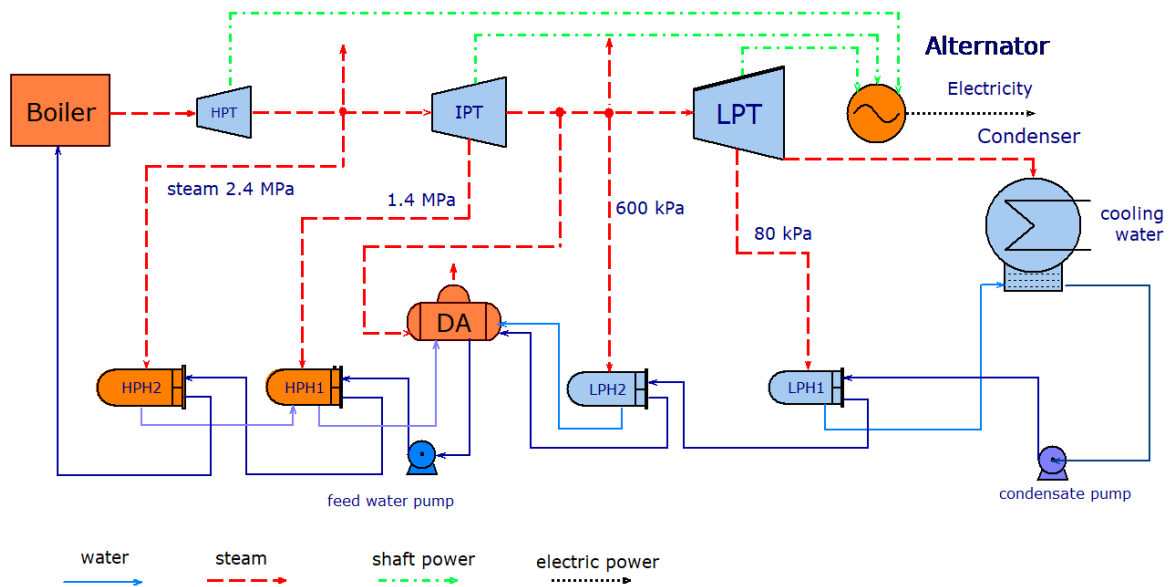 Alternator
Boiler
HPT
IPT
LPT
Electricity
Condenser
steam 2.4 MPa
1.4 MPa
600 kPa
80 kPa
cooling
water
DA
HPH2
HPH1
LPH2
LPH1
feed water pump
condensate pump
water
steam
shaft power
electric power